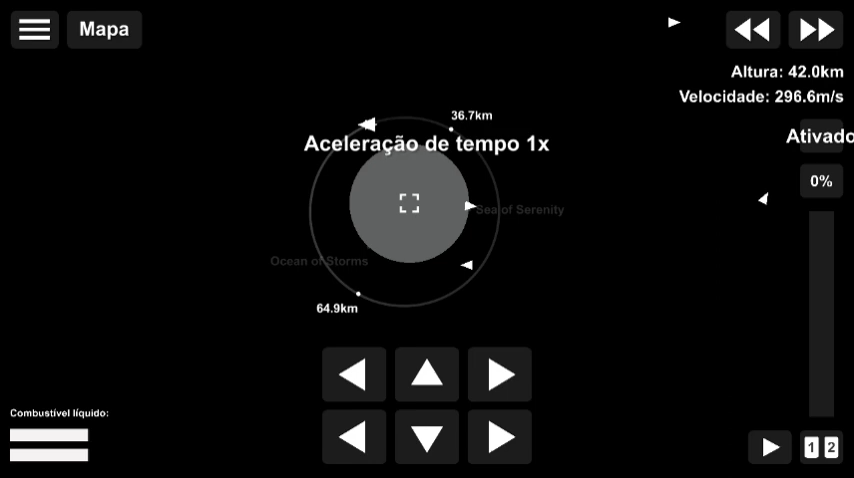 Mapa
Altura: 42.0km
Velocidade: 296.6m/s
36.7km
Aceleração de tempo 1x
Ativado
0%
Sea of Serenity
Ocean of Storms
64.9km
Combustível líquido:
1 2